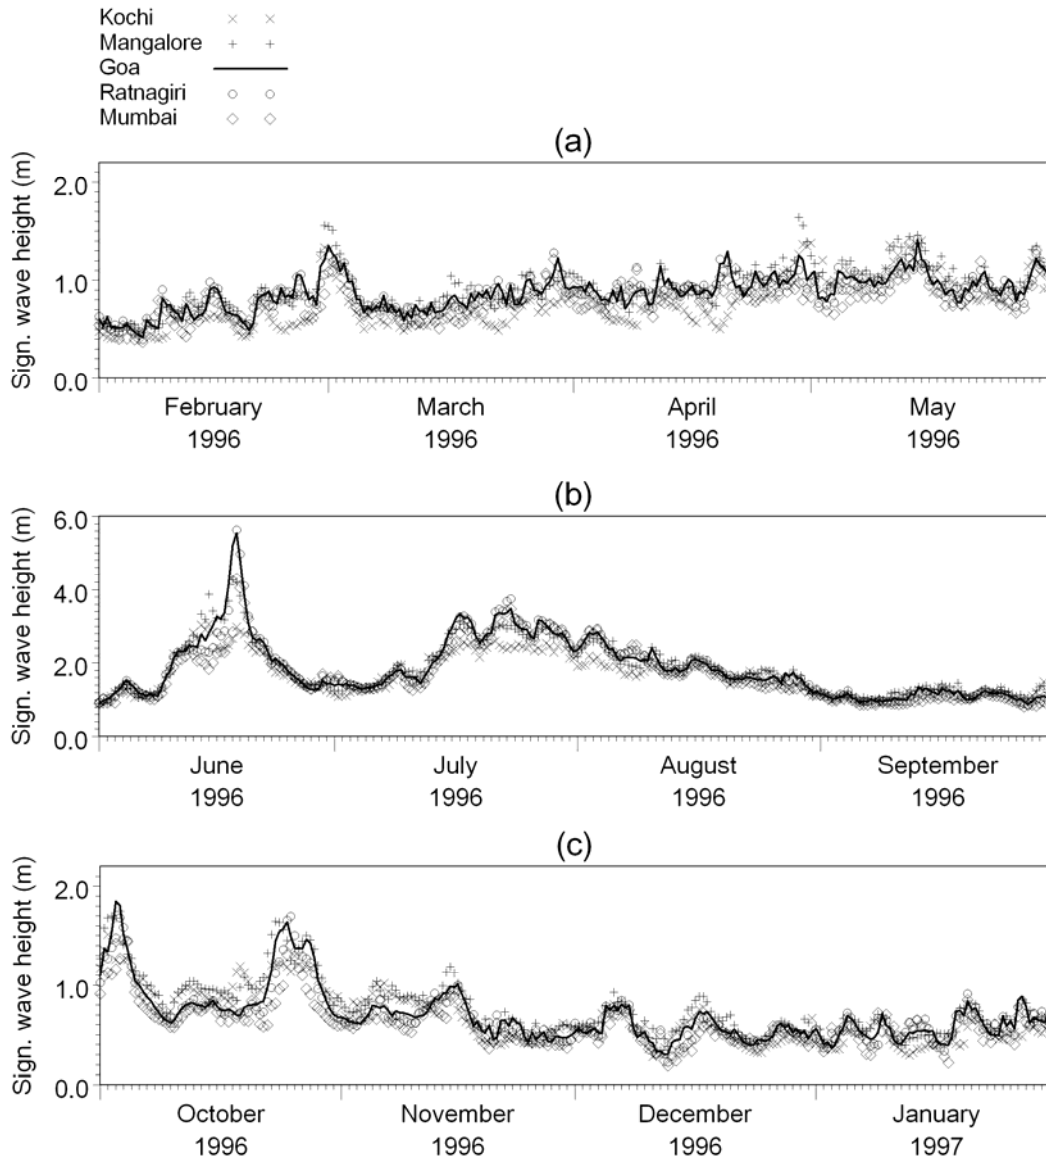 Kochi
Mangalore
Goa
Ratnagiri
Mumbai
(a)
Sign. wave height (m)
2.0
1.0
0.0
February March April May
1996 1996 1996 1996
(b)
Sign. wave height (m)
6.0
4.0
2.0
0.0
June July August September
1996 1996 1996 1996
(c)
Sign. wave height (m)
2.0
1.0
0.0
October November December January
1996 1996 1996 1997